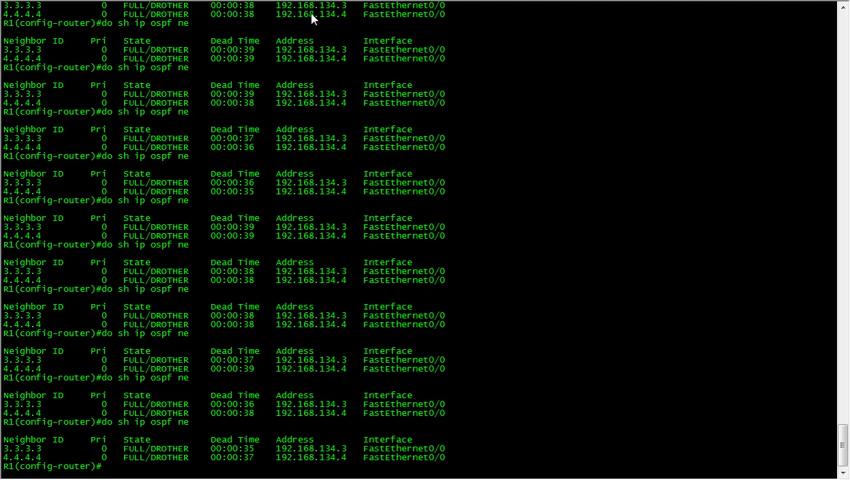 3.3.3.3 0 FULL/DROTHER 00:00:38 192.168.134.3 FastEthernet0/0
4.4.4.4 0 FULL/DROTHER 00:00:38 192.168.134.4 FastEthernet0/0
R1(config-router)#do sh ip ospf ne
Neighbor ID Pri State Dead Time Address Interface
3.3.3.3 0 FULL/DROTHER 00:00:39 192.168.134.3 FastEthernet0/0
4.4.4.4 0 FULL/DROTHER 00:00:39 192.168.134.4 FastEthernet0/0
R1(config-router)#do sh ip ospf ne
Neighbor ID Pri State Dead Time Address Interface
3.3.3.3 0 FULL/DROTHER 00:00:39 192.168.134.3 FastEthernet0/0
4.4.4.4 0 FULL/DROTHER 00:00:38 192.168.134.4 FastEthernet0/0
R1(config-router)#do sh ip ospf ne
Neighbor ID Pri State Dead Time Address Interface
3.3.3.3 0 FULL/DROTHER 00:00:37 192.168.134.3 FastEthernet0/0
4.4.4.4 0 FULL/DROTHER 00:00:36 192.168.134.4 FastEthernet0/0
R1(config-router)#do sh ip ospf ne
Neighbor ID Pri State Dead Time Address Interface
3.3.3.3 0 FULL/DROTHER 00:00:36 192.168.134.3 FastEthernet0/0
4.4.4.4 0 FULL/DROTHER 00:00:35 192.168.134.4 FastEthernet0/0
R1(config-router)#do sh ip ospf ne
Neighbor ID Pri State Dead Time Address Interface
3.3.3.3 0 FULL/DROTHER 00:00:39 192.168.134.3 FastEthernet0/0
4.4.4.4 0 FULL/DROTHER 00:00:39 192.168.134.4 FastEthernet0/0
R1(config-router)#do sh ip ospf ne
Neighbor ID Pri State Dead Time Address Interface
3.3.3.3 0 FULL/DROTHER 00:00:38 192.168.134.3 FastEthernet0/0
4.4.4.4 0 FULL/DROTHER 00:00:38 192.168.134.4 FastEthernet0/0
R1(config-router)#do sh ip ospf ne
Neighbor ID Pri State Dead Time Address Interface
3.3.3.3 0 FULL/DROTHER 00:00:38 192.168.134.3 FastEthernet0/0
4.4.4.4 0 FULL/DROTHER 00:00:38 192.168.134.4 FastEthernet0/0
R1(config-router)#do sh ip ospf ne
Neighbor ID Pri State Dead Time Address Interface
3.3.3.3 0 FULL/DROTHER 00:00:37 192.168.134.3 FastEthernet0/0
4.4.4.4 0 FULL/DROTHER 00:00:39 192.168.134.4 FastEthernet0/0
R1(config-router)#do sh ip ospf ne
Neighbor ID Pri State Dead Time Address Interface
3.3.3.3 0 FULL/DROTHER 00:00:36 192.168.134.3 FastEthernet0/0
4.4.4.4 0 FULL/DROTHER 00:00:38 192.168.134.4 FastEthernet0/0
R1(config-router)#do sh ip ospf ne
Neighbor ID Pri State Dead Time Address Interface
3.3.3.3 0 FULL/DROTHER 00:00:35 192.168.134.3 FastEthernet0/0
4.4.4.4 0 FULL/DROTHER 00:00:37 192.168.134.4 FastEthernet0/0
R1(config-router)#